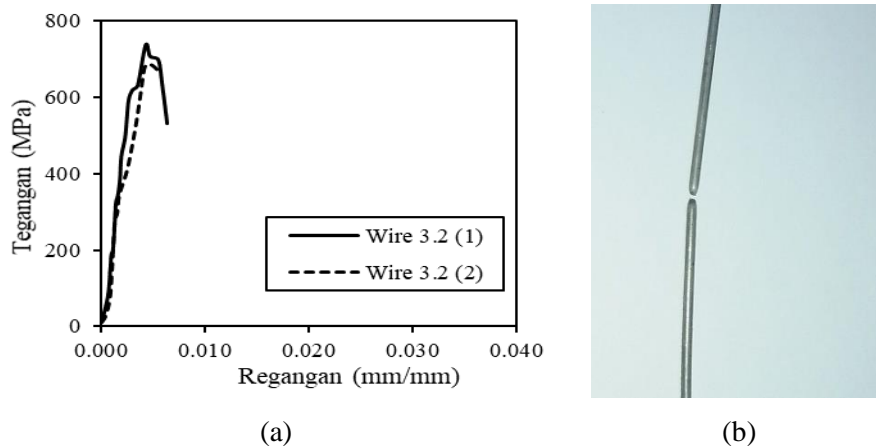 800
600
400
200
0
Tegangan (MPa)
Wire 3.2 (1)
Wire 3.2 (2)
0.000 0.010 0.020 0.030 0.040
Regangan (mm/mm)
(a) (b)